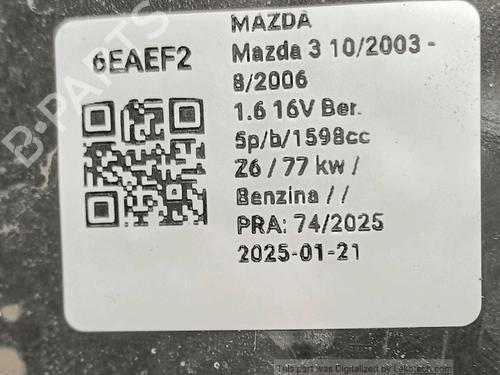 6EAEF2
MAZDA
Mazda 3 10/2003 -
8/2006
1.6 16V Ber.
5p/b/1598cc
Z6 / 77 kw /
Benzina / /
PRA: 74/2025
2025-01-21
B-PARTS
This part was Digitalized by Lekotech.com